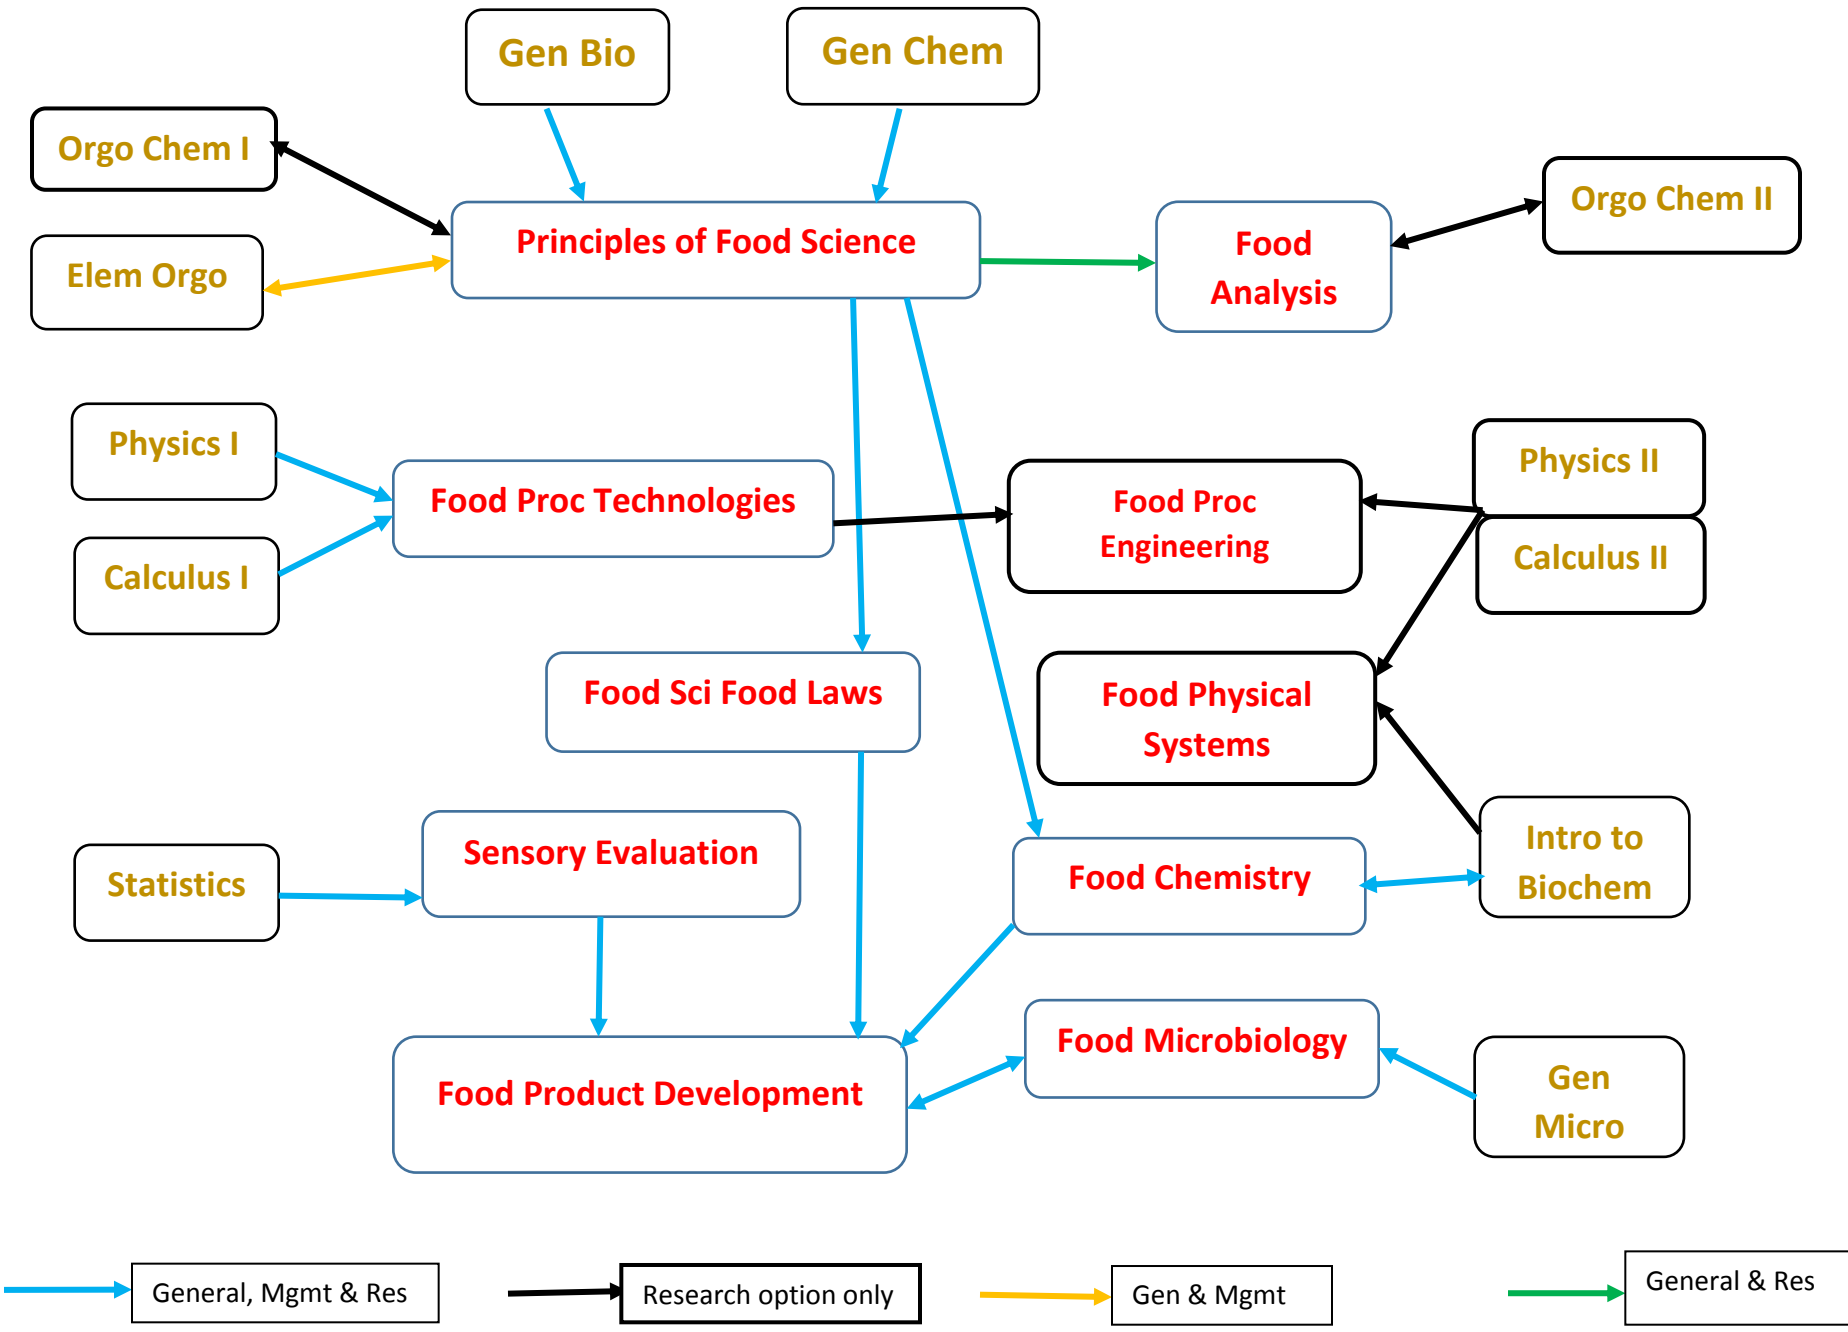 Gen Bio
Gen Chem
Orgo Chem I
Orgo Chem II
Principles of Food Science
Food
Analysis
Elem Orgo
Physics I
Physics II
Food Proc Technologies
Food Proc
Engineering
Calculus I
Calculus II
Food Sci Food Laws
Food Physical
Systems
Sensory Evaluation
Statistics
Food Chemistry
Intro to
Biochem
Food Microbiology
Food Product Development
Gen
Micro
General, Mgmt & Res
Research option only
Gen & Mgmt
General & Res